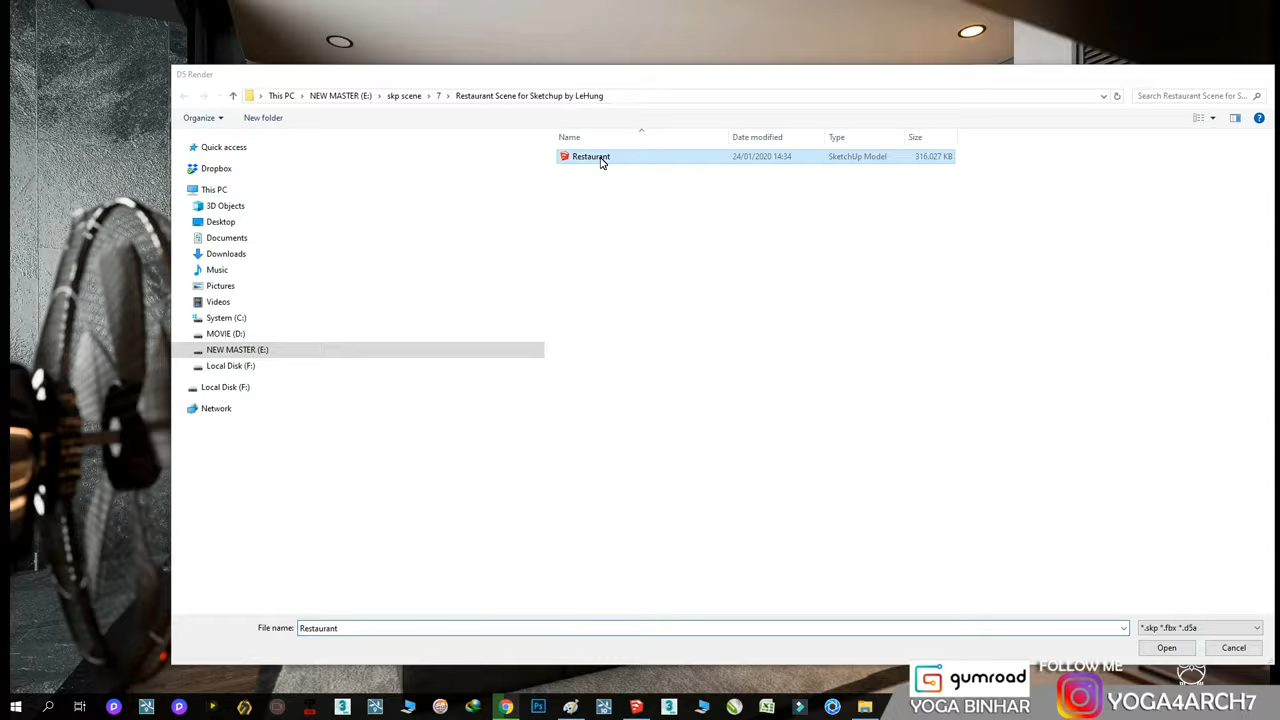 D5 Render
This PC > NEW MASTER (E:) > skp scene > 7 > Restaurant Scene for Sketchup by LeHung
Search Restaurant Scene for S...
Organize
New folder
Name
Date modified
Type
Size
Quick access
Restaurant
24/01/2020 14:34
SketchUp Model
316.027 KB
Dropbox
This PC
3D Objects
Desktop
Documents
Downloads
Music
Pictures
Videos
System (C:)
MOVIE (D:)
NEW MASTER (E:)
Local Disk (F:)
Local Disk (F:)
Network
File name:
Restaurant
*.skp *.fbx *.d5a
Open
Cancel
gumroad
YOGA BINHAR
FOLLOW ME
YOGA4ARCH7